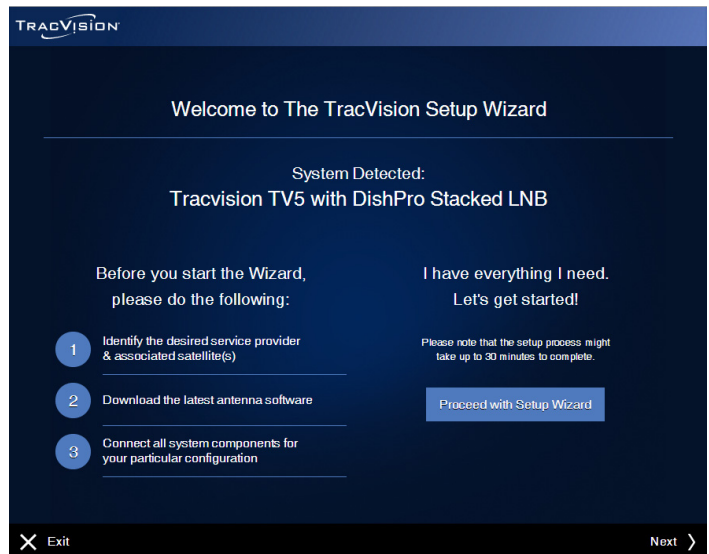 TRACVISION
Welcome to The TracVision Setup Wizard
System Detected:
Tracvision TV5 with DishPro Stacked LNB
Before you start the Wizard,
please do the following:
1
Identify the desired service provider
& associated satellite(s)
2
Download the latest antenna software
3
Connect all system components for
your particular configuration
I have everything I need.
Let's get started!
Please note that the setup process might
take up to 30 minutes to complete.
Proceed with Setup Wizard
Exit
Next